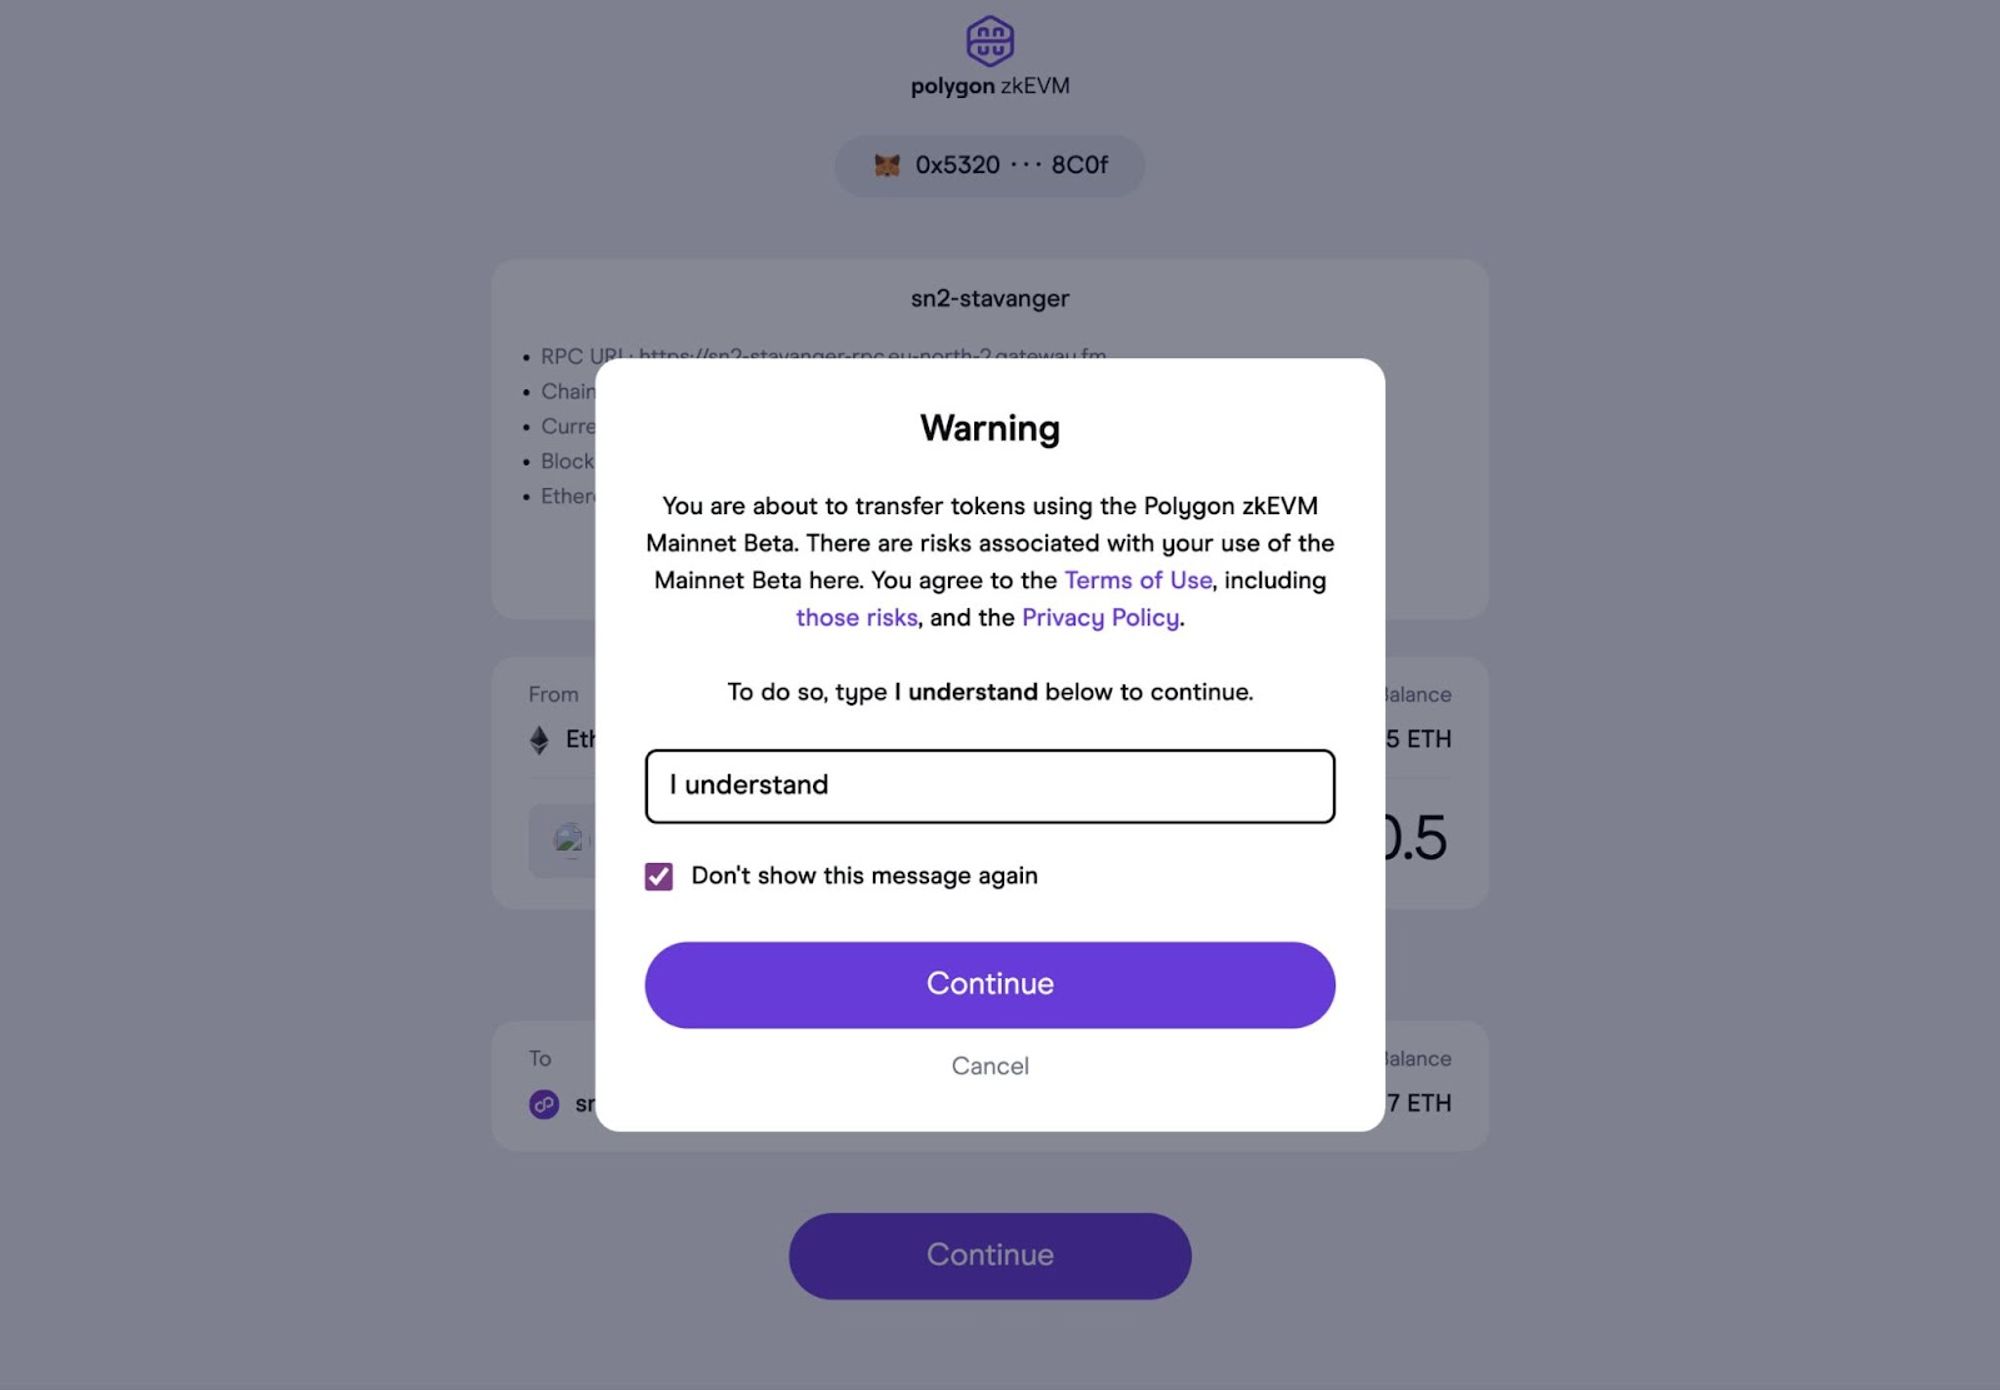 polygon zkEVM
0x5320 ··· 8C0f
sn2-stavanger
• RPC URL: https://sn2-stavanger-rpc.eu-north-2.gateway.fm
• Chain
• Curre
• Block
• Ether
Warning
You are about to transfer tokens using the Polygon zkEVM
Mainnet Beta. There are risks associated with your use of the
Mainnet Beta here. You agree to the Terms of Use, including
those risks, and the Privacy Policy.
To do so, type I understand below to continue.
I understand
Don't show this message again
Continue
Cancel
From
Balance
Eth
5 ETH
0.5
To
Balance
sn
7 ETH
Continue